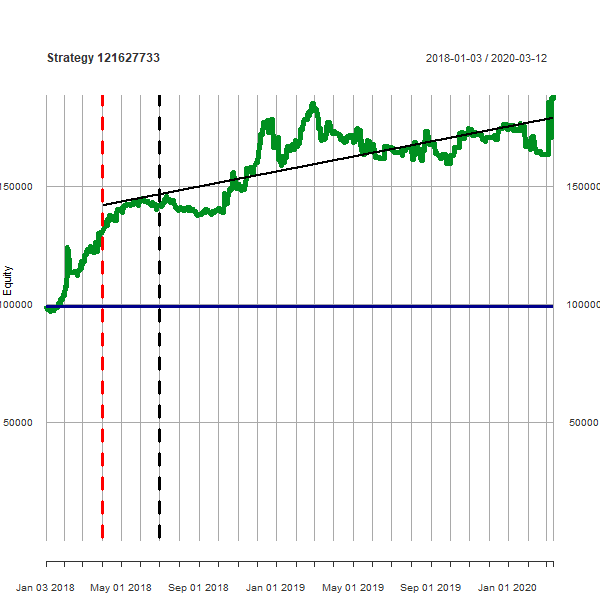 Strategy 121627733 2018-01-03 / 2020-03-12
150000 150000
Equity
100000 100000
50000 50000
Jan 03 2018 May 01 2018 Sep 01 2018 Jan 01 2019 May 01 2019 Sep 01 2019 Jan 01 2020